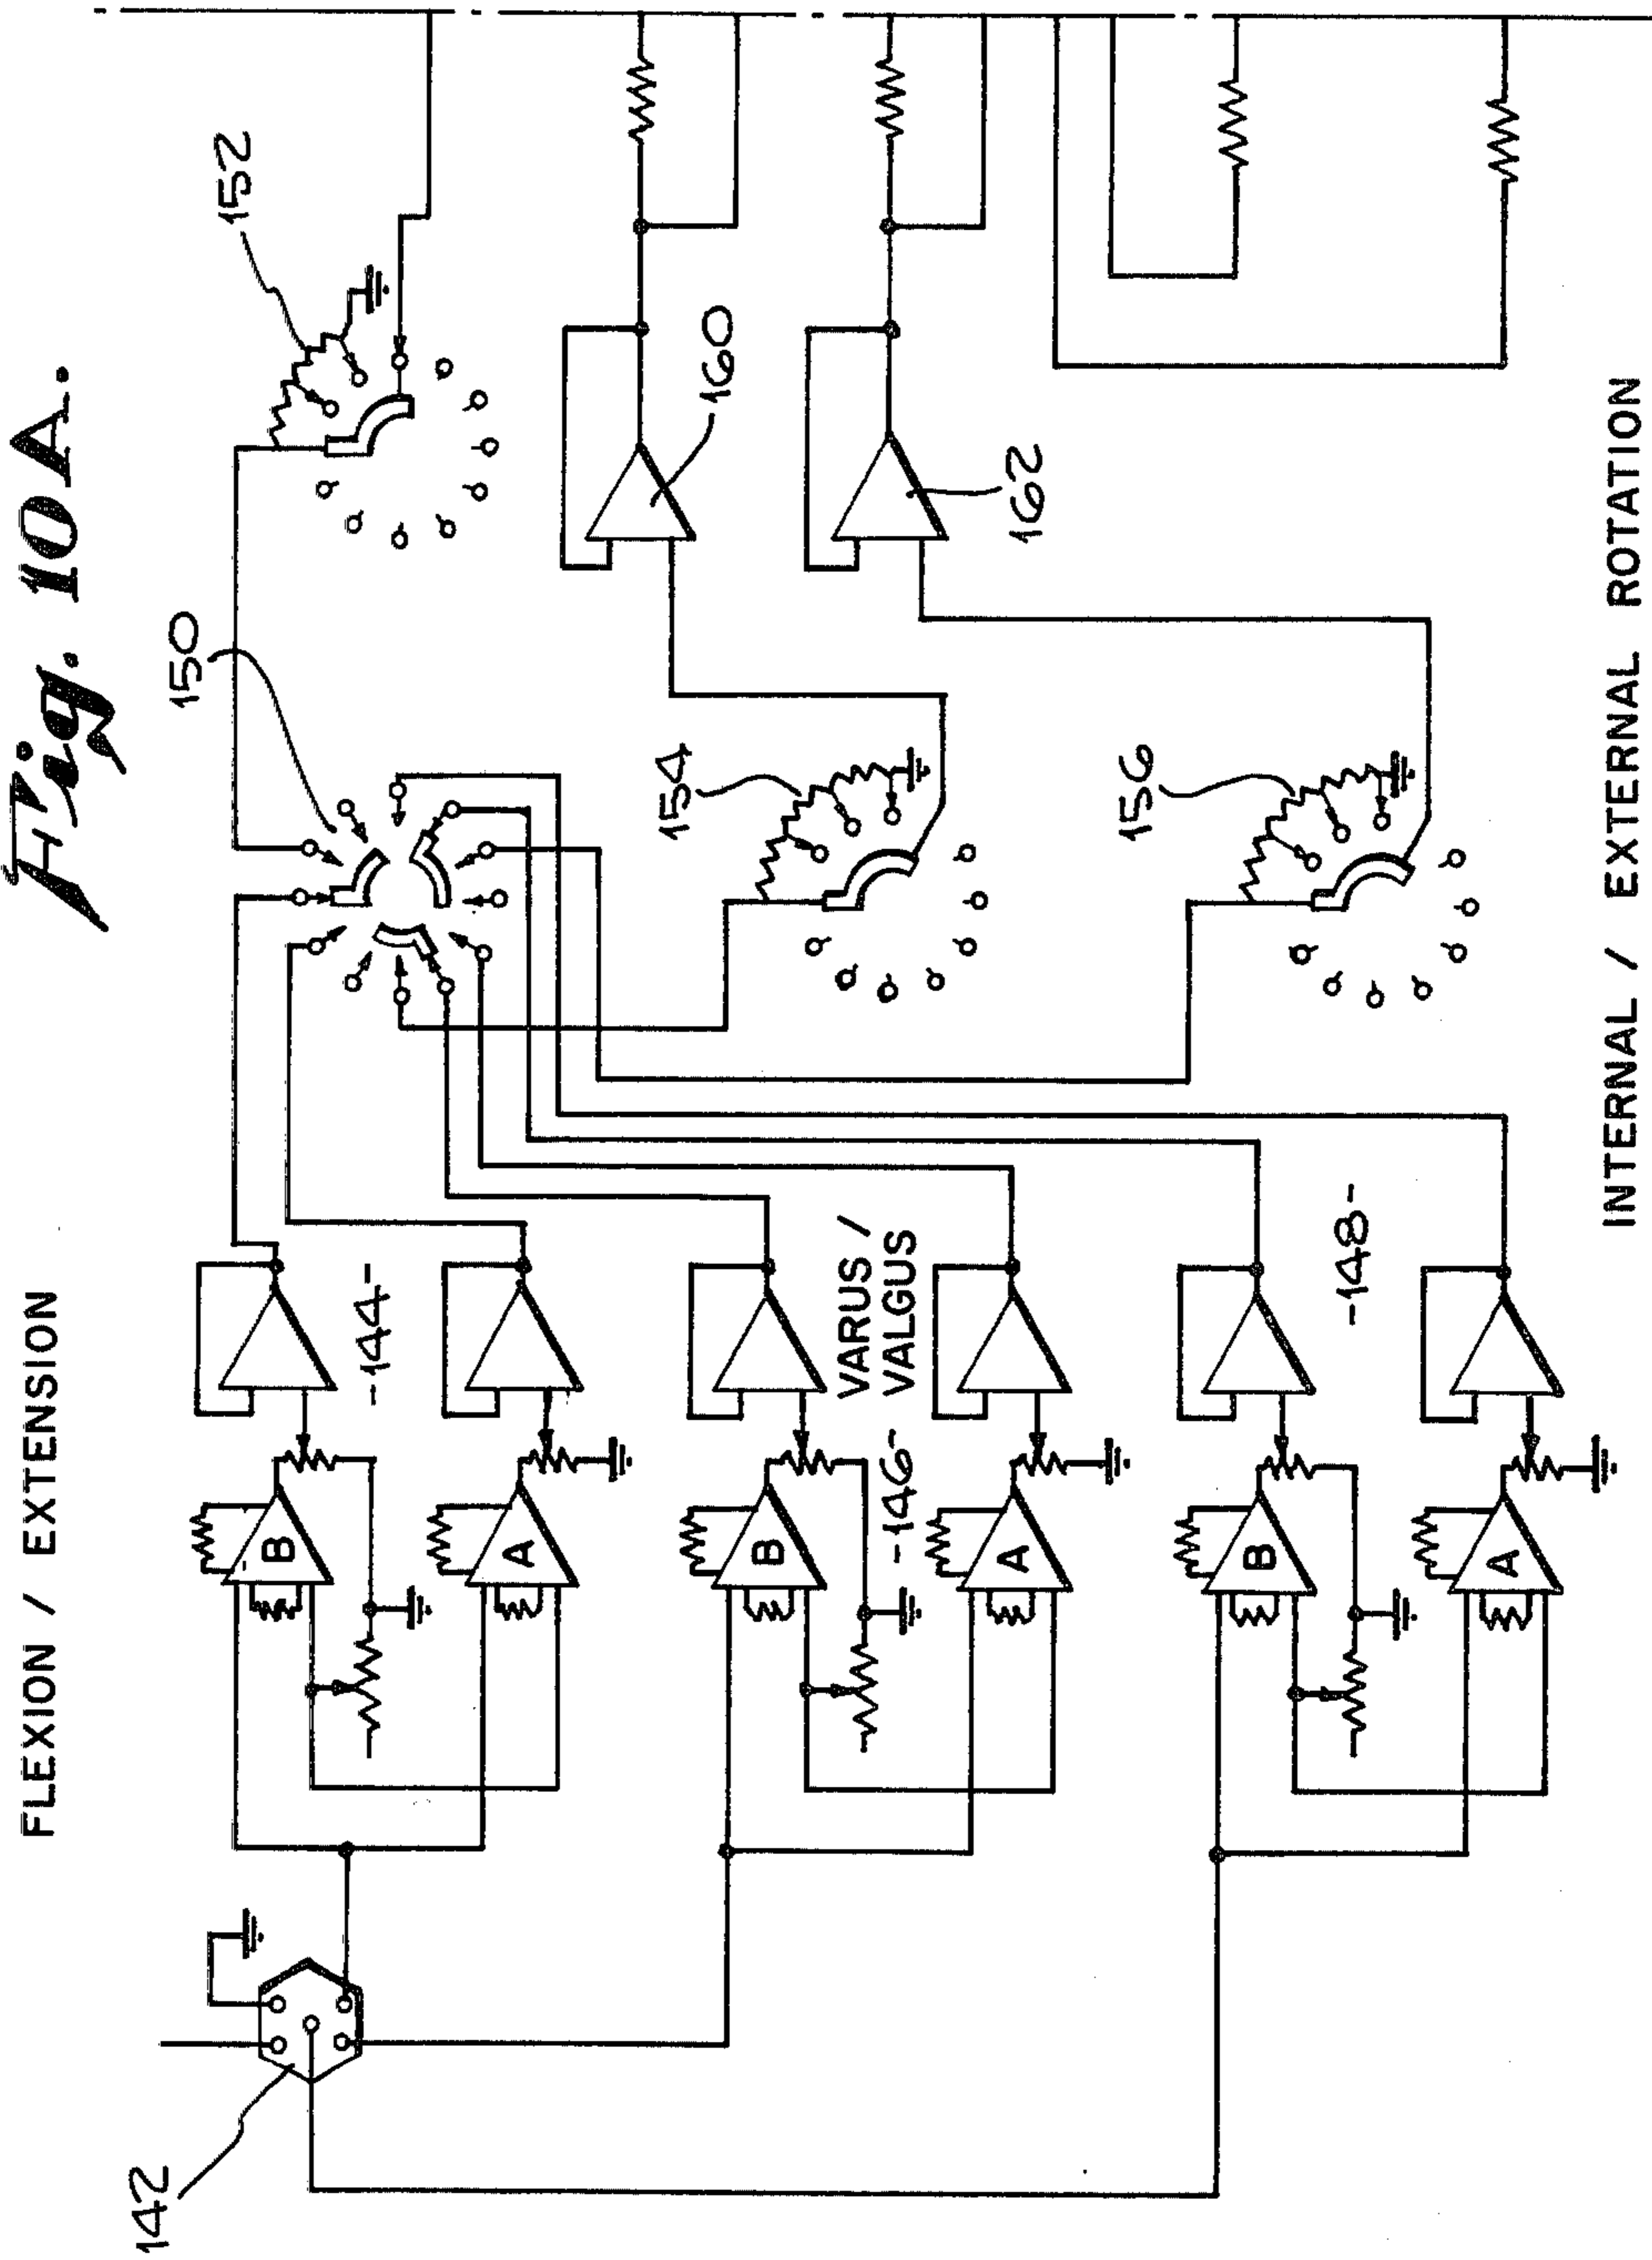 Fig. 10A.
FLEXION / EXTENSION
142
B
-144-
A
150
152
B
-146-
A
VARUS /
VALGUS
154
160
B
-148-
A
156
162
INTERNAL / EXTERNAL ROTATION